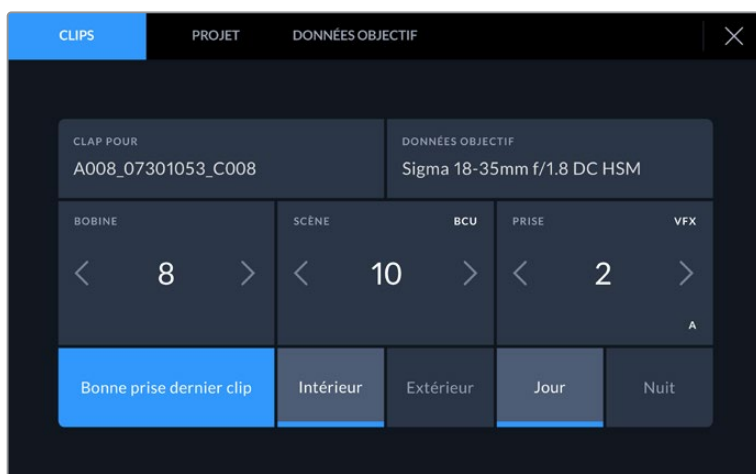 CLIPS PROJET DONNÉES OBJECTIF
CLAP POUR DONNÉES OBJECTIF
A008_07301053_C008 Sigma 18-35mm f/1.8 DC HSM
BOBINE SCÈNE BCU PRISE VFX
8 10 2
A
Bonne prise dernier clip Intérieur Extérieur Jour Nuit